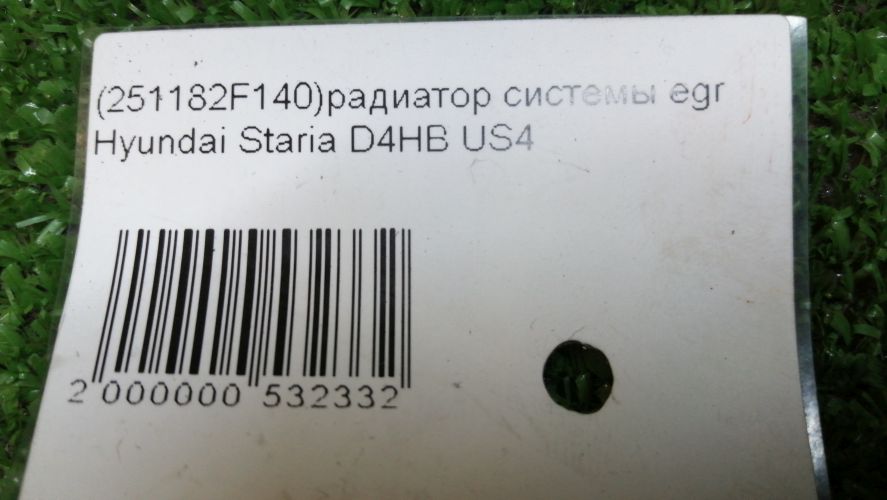 (251182F140)радиатор системы egr
Hyundai Staria D4HB US4
2 000000 532332